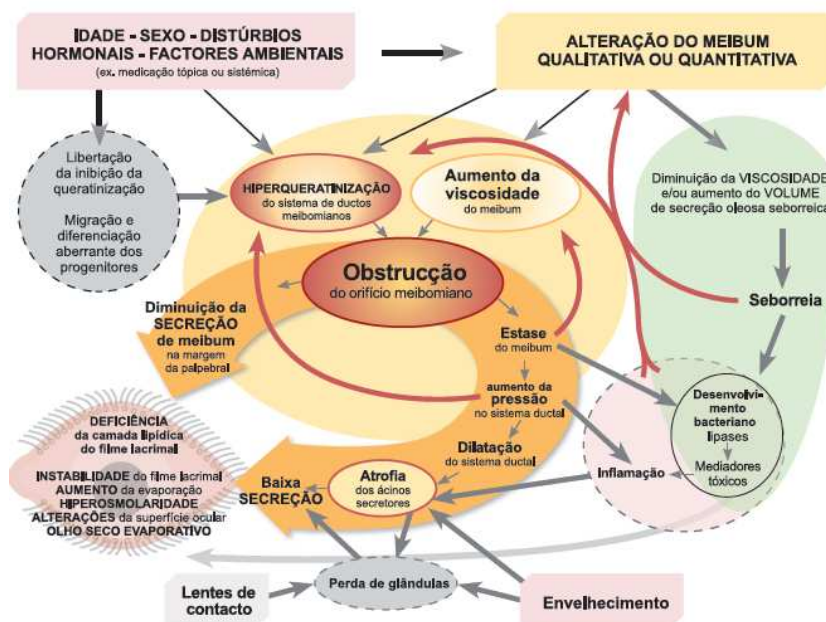 IDADE - SEXO - DISTÚRBIOS
HORMONAIS - FACTORES AMBIENTAIS
(ex. medicação tópica ou sistémica)
ALTERAÇÃO DO MEIBUM
QUALITATIVA OU QUANTITATIVA
Libertação
da inibição da
queratinização
Migração e
diferenciação
aberrante dos
progenitores
HIPERQUERATINIZAÇÃO
do sistema de ductos
meibomianos
Aumento da
viscosidade
do meibum
Diminuição da VISCOSIDADE
e/ou aumento do VOLUME
de secreção oleosa seborreica
Obstrucção
do orifício meibomiano
Seborreia
Diminuição da
SECREÇÃO
de meibum
na margem
da palpebral
Estase
do meibum
aumento da
pressão
no sistema ductal
Dilatação
do sistema ductal
Desenvolvi-
mento
bacteriano
lipases
Mediadores
tóxicos
Inflamação
DEFICIÊNCIA
da camada lipídica
do filme lacrimal
INSTABILIDADE do filme lacrimal
AUMENTO da evaporação
HIPEROSMOLARIDADE
ALTERAÇÕES da superfície ocular
OLHO SECO EVAPORATIVO
Baixa
SECREÇÃO
Atrofia
dos ácinos
secretores
Perda de glândulas
Lentes de
contacto
Envelhecimento